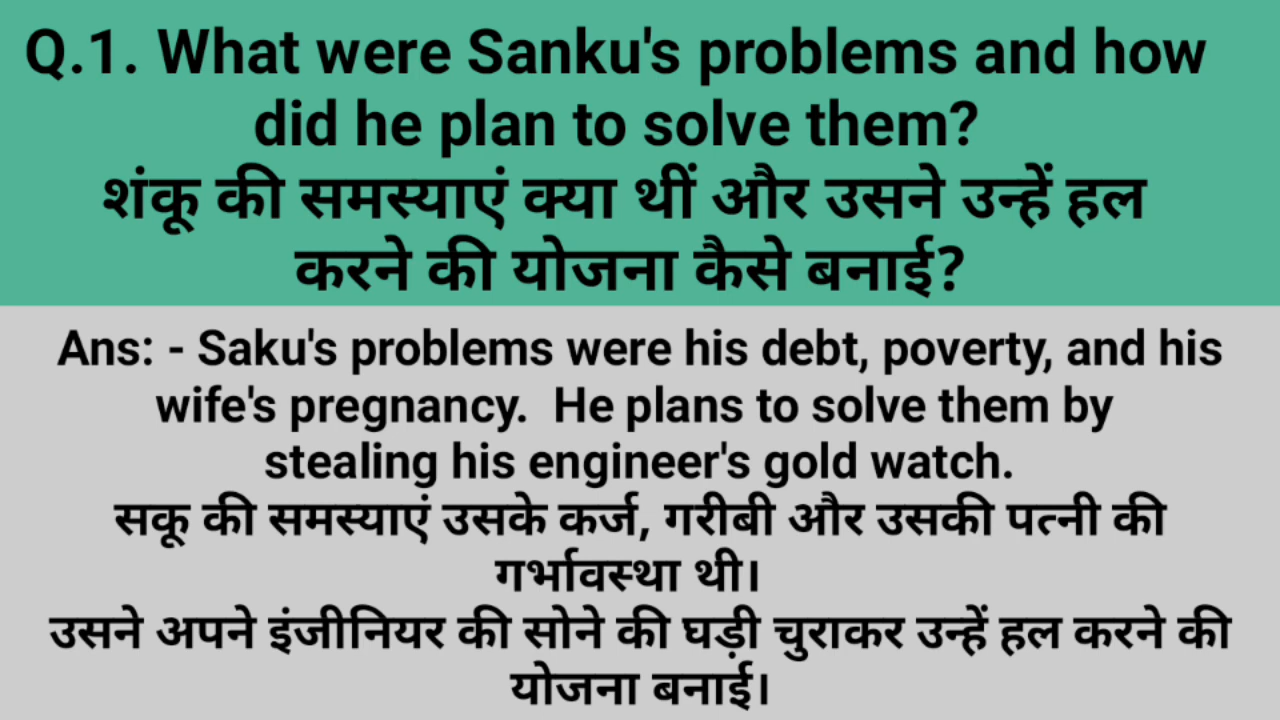 Q.1. What were Sanku's problems and how
did he plan to solve them?
शंकू की समस्याएं क्या थीं और उसने उन्हें हल
करने की योजना कैसे बनाई?
Ans: - Saku's problems were his debt, poverty, and his
wife's pregnancy.  He plans to solve them by
stealing his engineer's gold watch.
सकू की समस्याएं उसके कर्ज, गरीबी और उसकी पत्नी की
गर्भावस्था थी।
उसने अपने इंजीनियर की सोने की घड़ी चुराकर उन्हें हल करने की
योजना बनाई।